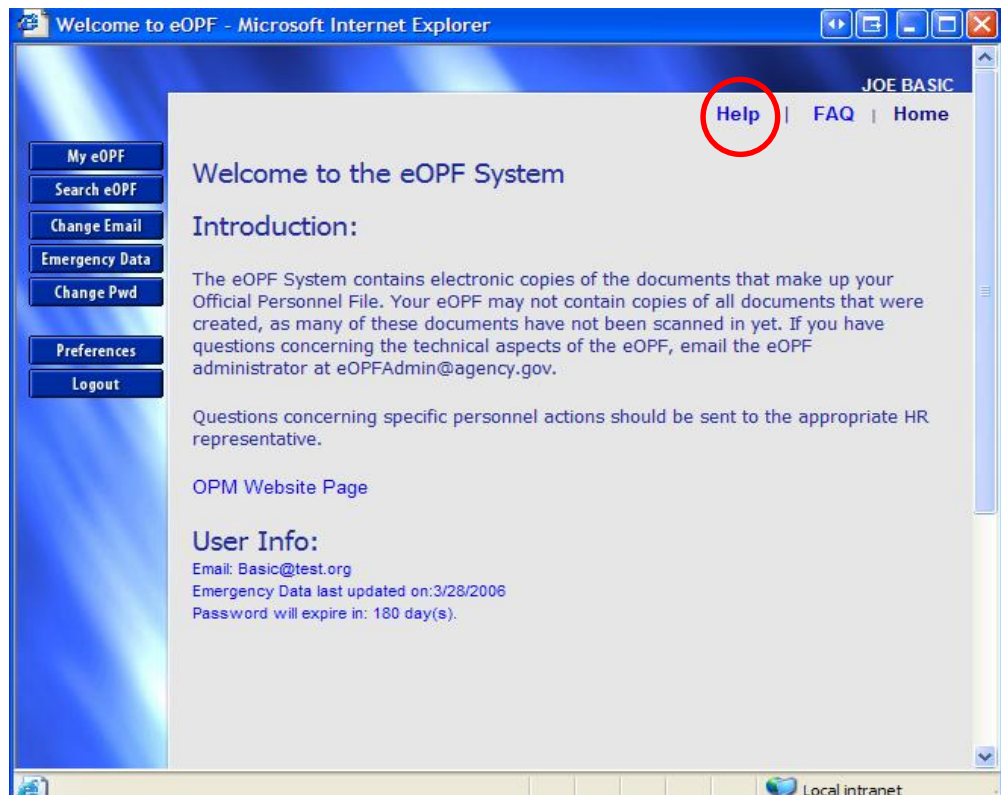 Welcome to eOPF - Microsoft Internet Explorer
JOE BASIC
Help | FAQ | Home
My eOPF
Search eOPF
Change Email
Emergency Data
Change Pwd
Preferences
Logout
Welcome to the eOPF System
Introduction:
The eOPF System contains electronic copies of the documents that make up your
Official Personnel File. Your eOPF may not contain copies of all documents that were
created, as many of these documents have not been scanned in yet. If you have
questions concerning the technical aspects of the eOPF, email the eOPF
administrator at eOPFAdmin@agency.gov.
Questions concerning specific personnel actions should be sent to the appropriate HR
representative.
OPM Website Page
User Info:
Email: Basic@test.org
Emergency Data last updated on:3/28/2006
Password will expire in: 180 day(s).
Local intranet